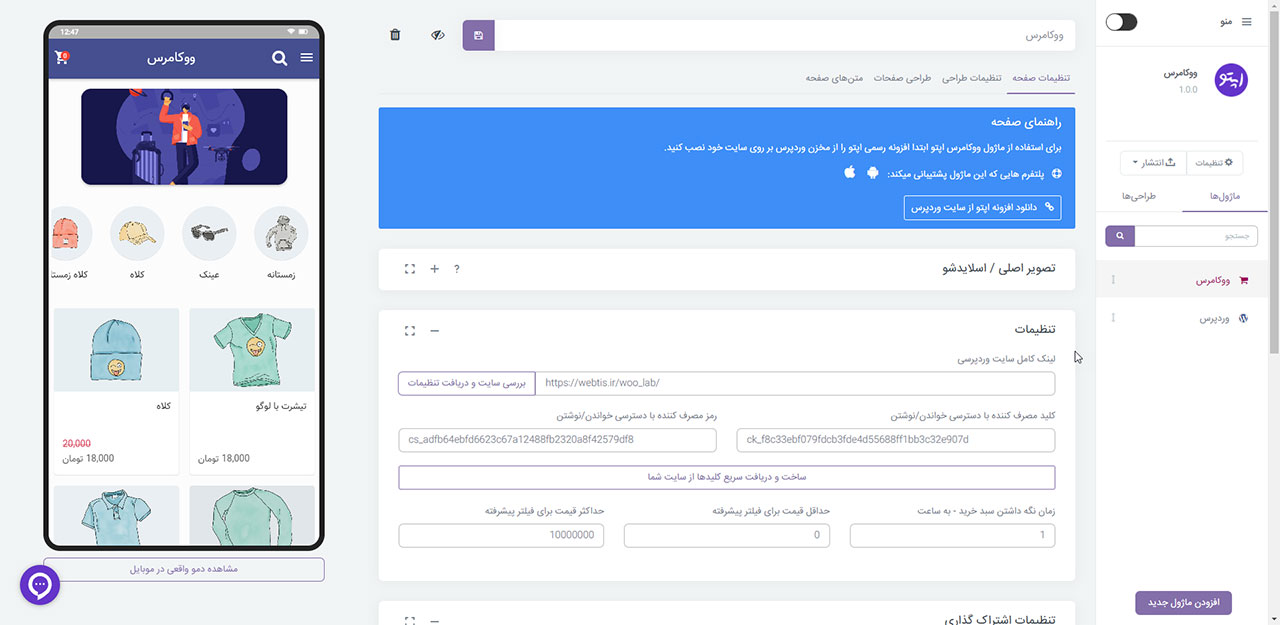 منو
ووکامرس
1.0.0
اپتو
تنظیمات
انتشار
ماژول‌ها
طراحی‌ها
جستجو
ووکامرس
وردپرس
افزودن ماژول جدید
ووکامرس
تنظیمات صفحه
تنظیمات طراحی
طراحی صفحات
متن‌های صفحه
راهنمای صفحه
برای استفاده از ماژول ووکامرس اپتو ابتدا افزونه رسمی اپتو را از مخزن وردپرس بر روی سایت خود نصب کنید.
پلتفرم هایی که این ماژول پشتیبانی میکند:
دانلود افزونه اپتو از سایت وردپرس
تصویر اصلی / اسلایدشو
?
تنظیمات
لینک کامل سایت وردپرسی
https://webtis.ir/woo_lab/
بررسی سایت و دریافت تنظیمات
کلید مصرف کننده با دسترسی خواندن/نوشتن
رمز مصرف کننده با دسترسی خواندن/نوشتن
ck_f8c33ebf079fdcb3fde4d55688ff1bb3c32e907d
cs_adfb64ebfd6623c67a12488fb2320a8f42579df8
ساخت و دریافت سریع کلیدها از سایت شما
زمان نگه داشتن سبد خرید - به ساعت
حداقل قیمت برای فیلتر پیشرفته
حداکثر قیمت برای فیلتر پیشرفته
1
0
10000000
تنظیمات اشتراک گذاری
12:47
ووکامرس
0
زمستانه
عینک
کلاه
کلاه زمست
تیشرت با لوگو
18,000 تومان
کلاه
20,000
18,000 تومان
مشاهده دمو واقعی در موبایل